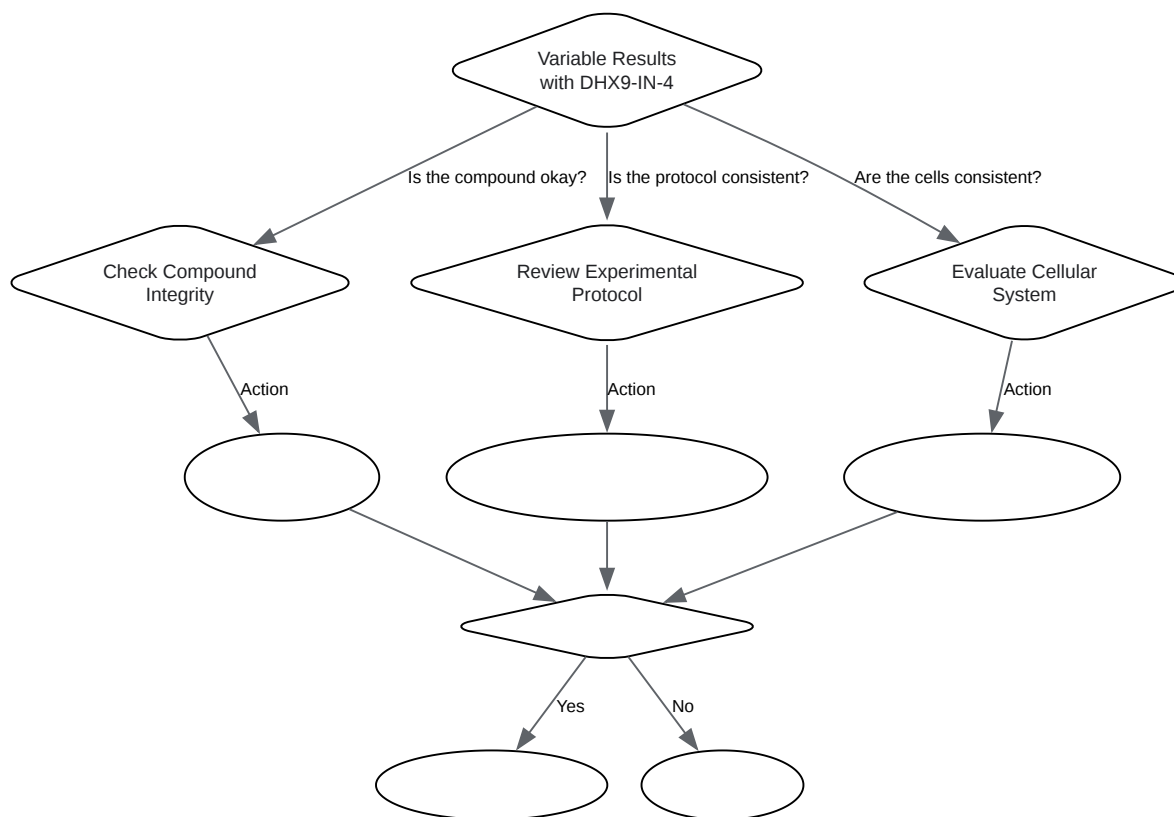 Variable Results
with DHX9-IN-4
Is the compound okay?
Is the protocol consistent?
Are the cells consistent?
Check Compound
Integrity
Review Experimental
Protocol
Evaluate Cellular
System
Action
Action
Action
Yes
No